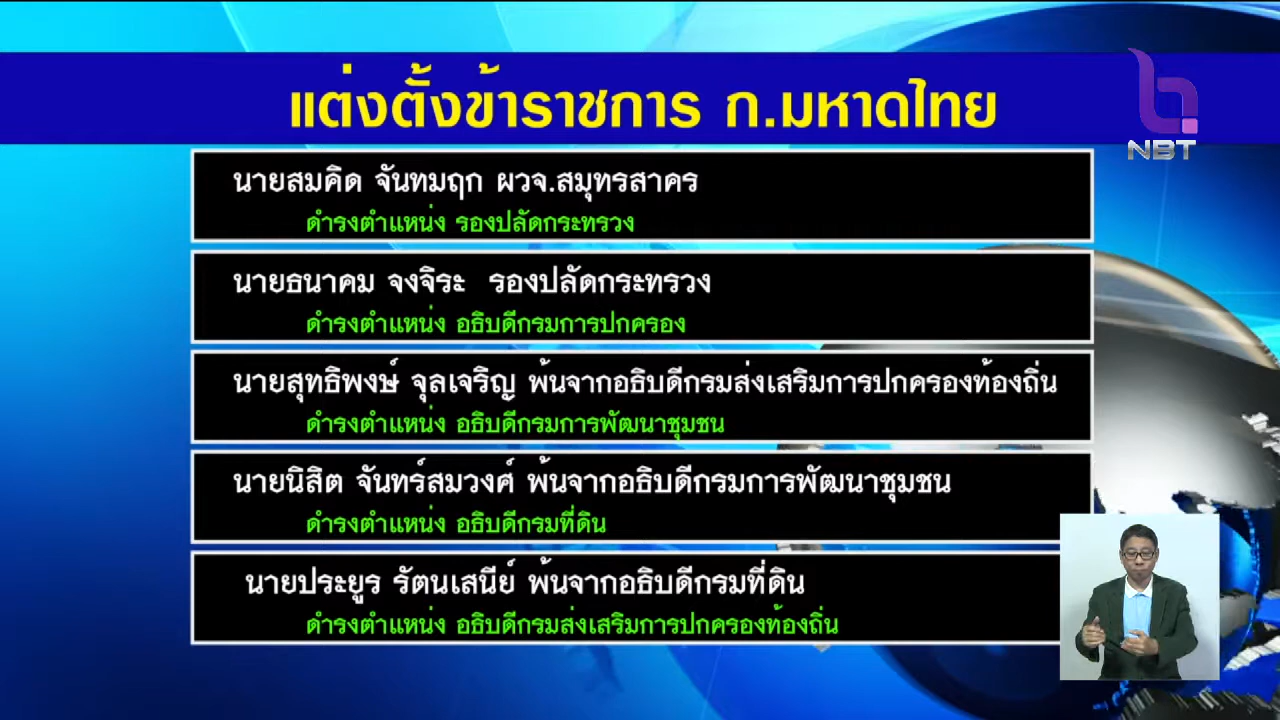 แต่งตั้งข้าราชการ ก.มหาดไทย
NBT
นายสมคิด จันทมฤก ผวจ.สมุทรสาคร
ดำรงตำแหน่ง รองปลัดกระทรวง
นายธนาคม จงจิระ รองปลัดกระทรวง
ดำรงตำแหน่ง อธิบดีกรมการปกครอง
นายสุทธิพงษ์ จุลเจริญ พ้นจากอธิบดีกรมส่งเสริมการปกครองท้องถิ่น
ดำรงตำแหน่ง อธิบดีกรมการพัฒนาชุมชน
นายนิสิต จันทร์สมวงศ์ พ้นจากอธิบดีกรมการพัฒนาชุมชน
ดำรงตำแหน่ง อธิบดีกรมที่ดิน
นายประยูร รัตนเสนีย์ พ้นจากอธิบดีกรมที่ดิน
ดำรงตำแหน่ง อธิบดีกรมส่งเสริมการปกครองท้องถิ่น